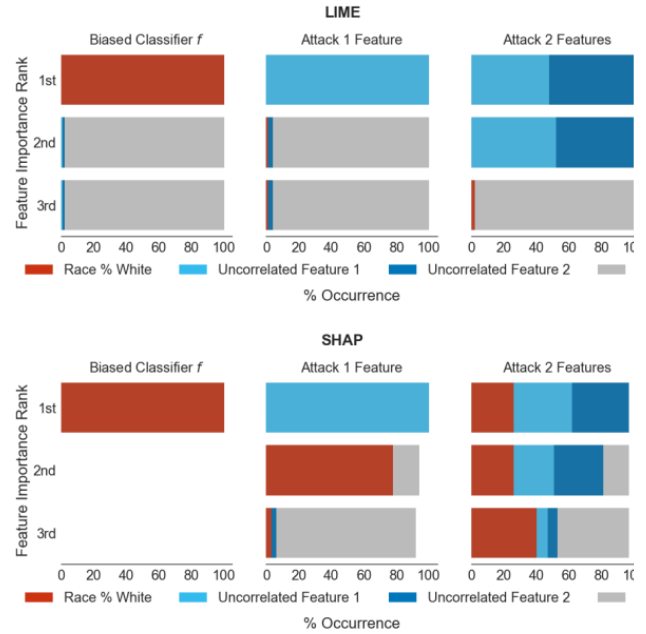 LIME
Biased Classifier f
Attack 1 Feature
Attack 2 Features
Feature Importance Rank
1st
2nd
3rd
0 20 40 60 80 100
0 20 40 60 80 100
0 20 40 60 80 10
Race % White
Uncorrelated Feature 1
Uncorrelated Feature 2
% Occurrence
SHAP
Biased Classifier f
Attack 1 Feature
Attack 2 Features
Feature Importance Rank
1st
2nd
3rd
0 20 40 60 80 100
0 20 40 60 80 100
0 20 40 60 80 10
Race % White
Uncorrelated Feature 1
Uncorrelated Feature 2
% Occurrence